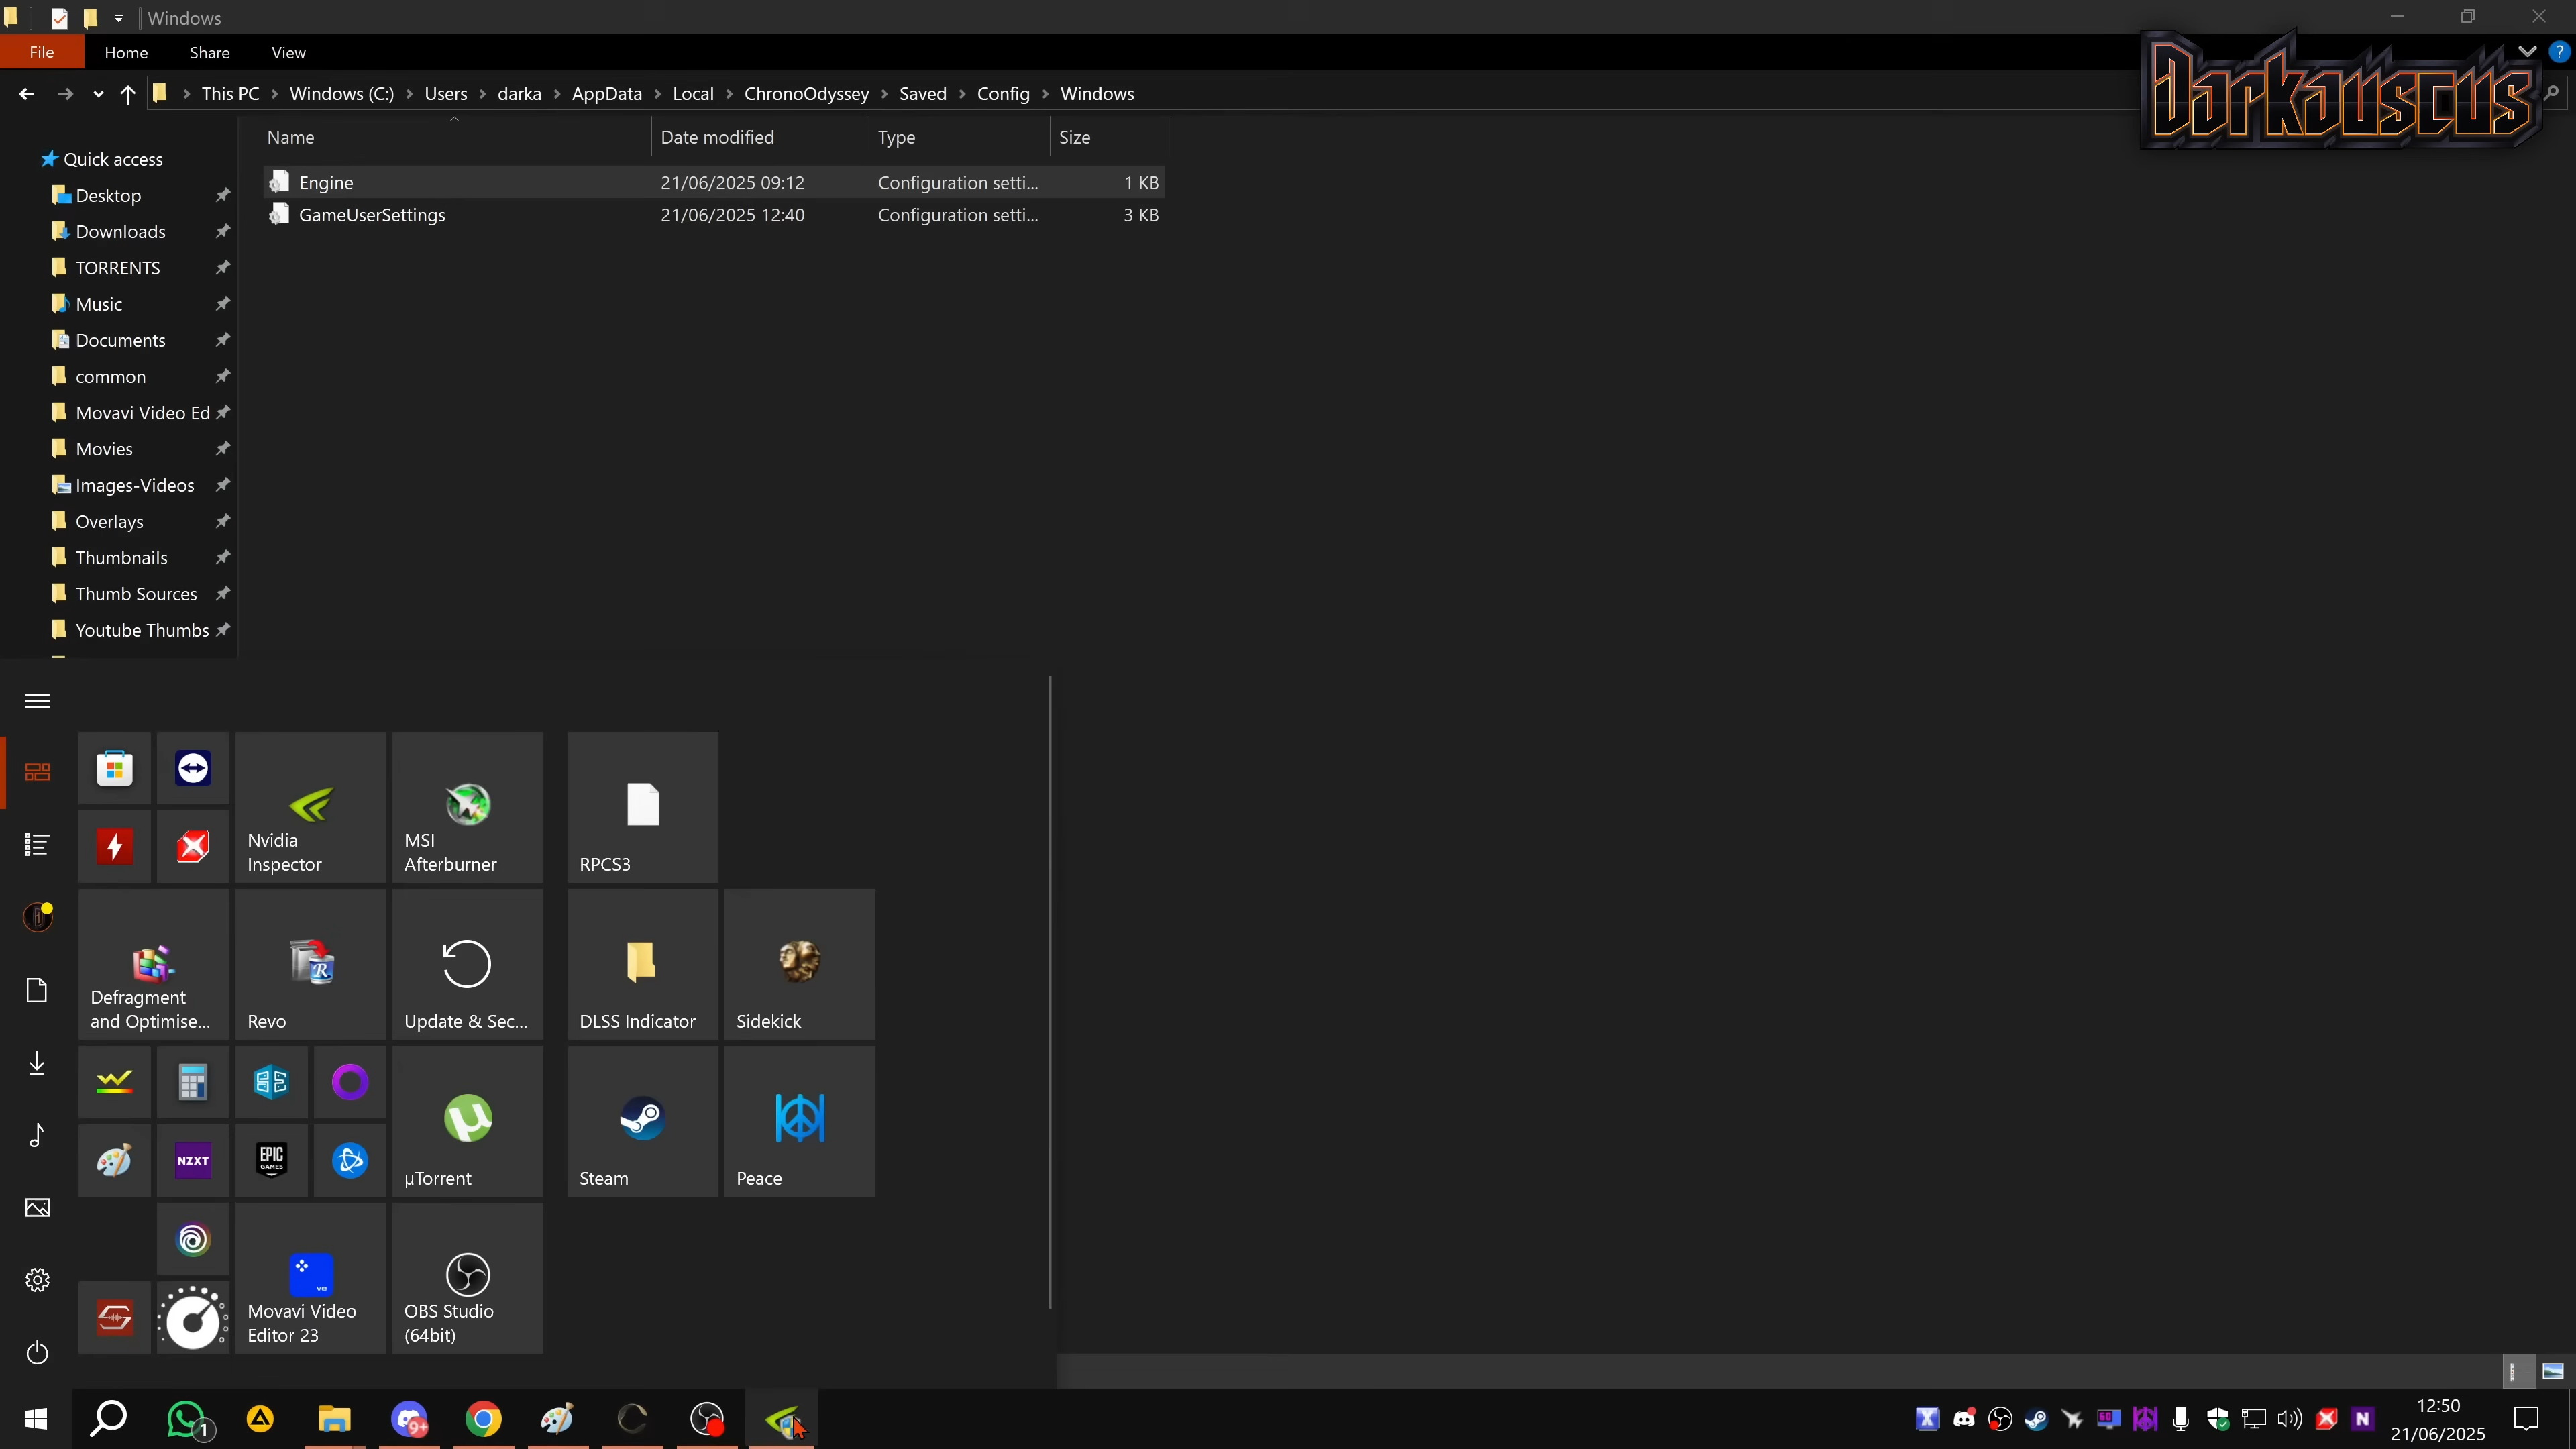 Windows
File Home Share View
This PC Windows (C:) Users darka AppData Local ChronoOdyssey Saved Config Windows
Darkauscus
Name Date modified Type Size
Engine 21/06/2025 09:12 Configuration setti... 1 KB
GameUserSettings 21/06/2025 12:40 Configuration setti... 3 KB
Quick access
Desktop
Downloads
TORRENTS
Music
Documents
common
Movavi Video Ed
Movies
Images-Videos
Overlays
Thumbnails
Thumb Sources
Youtube Thumbs
Nvidia
Inspector
MSI
Afterburner
RPCS3
Defragment
and Optimise...
Revo
Update & Sec...
DLSS Indicator
Sidekick
NZXT
EPIC
GAMES
µTorrent
Steam
Peace
Movavi Video
Editor 23
ve
OBS Studio
(64bit)
1
9+
60
N
12:50
21/06/2025